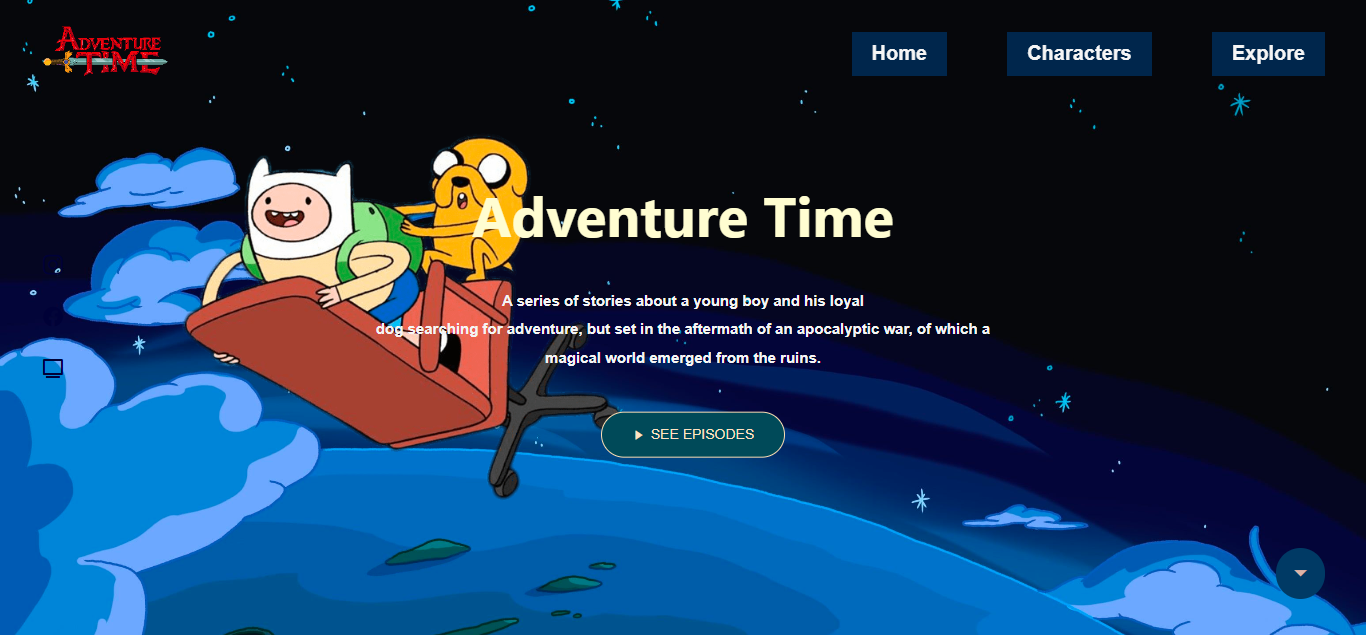 ADVENTURE
TIME
Home
Characters
Explore
Adventure Time
A series of stories about a young boy and his loyal
dog searching for adventure, but set in the aftermath of an apocalyptic war, of which a
magical world emerged from the ruins.
SEE EPISODES